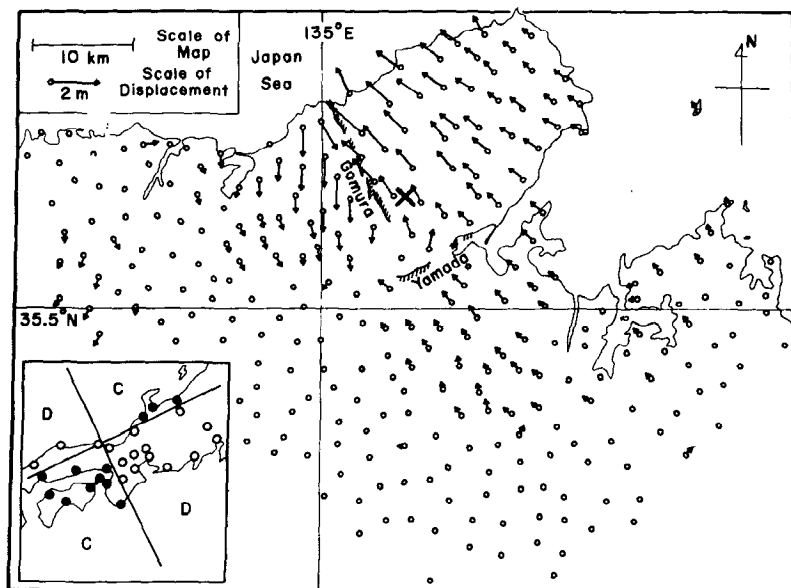 135°E
N
Scale of
Map
10 km
Scale of
Displacement
2 m
Japan
Sea
Gomura
Yamada
35.5°N
C
D
D
C